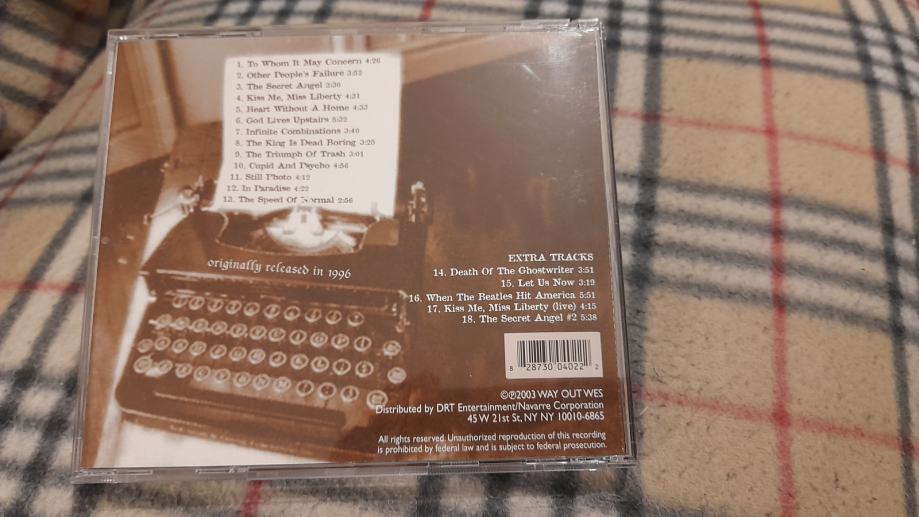 1. To Whom It May Concern 4:26
2. Other People's Failure 3:52
3. The Secret Angel 2:30
4. Kiss Me, Miss Liberty 4:31
5. Heart Without A Home 4:33
6. God Lives Upstairs 5:32
7. Infinite Combinations 3:40
8. The King Is Dead Boring 3:25
9. The Triumph Of Trash 3:01
10. Cupid And Psycho 4:56
11. Still Photo 4:12
12. In Paradise 4:22
13. The Speed Of Normal 2:56
originally released in 1996
EXTRA TRACKS
14. Death Of The Ghostwriter 3:51
15. Let Us Now 3:19
16. When The Beatles Hit America 5:51
17. Kiss Me, Miss Liberty (live) 4:15
18. The Secret Angel #2 5:38
8 28730 04022 2
©℗2003 WAY OUT WES
Distributed by DRT Entertainment/Navarre Corporation
45 W 21st St, NY NY 10010-6865
All rights reserved. Unauthorized reproduction of this recording
is prohibited by federal law and is subject to federal prosecution.